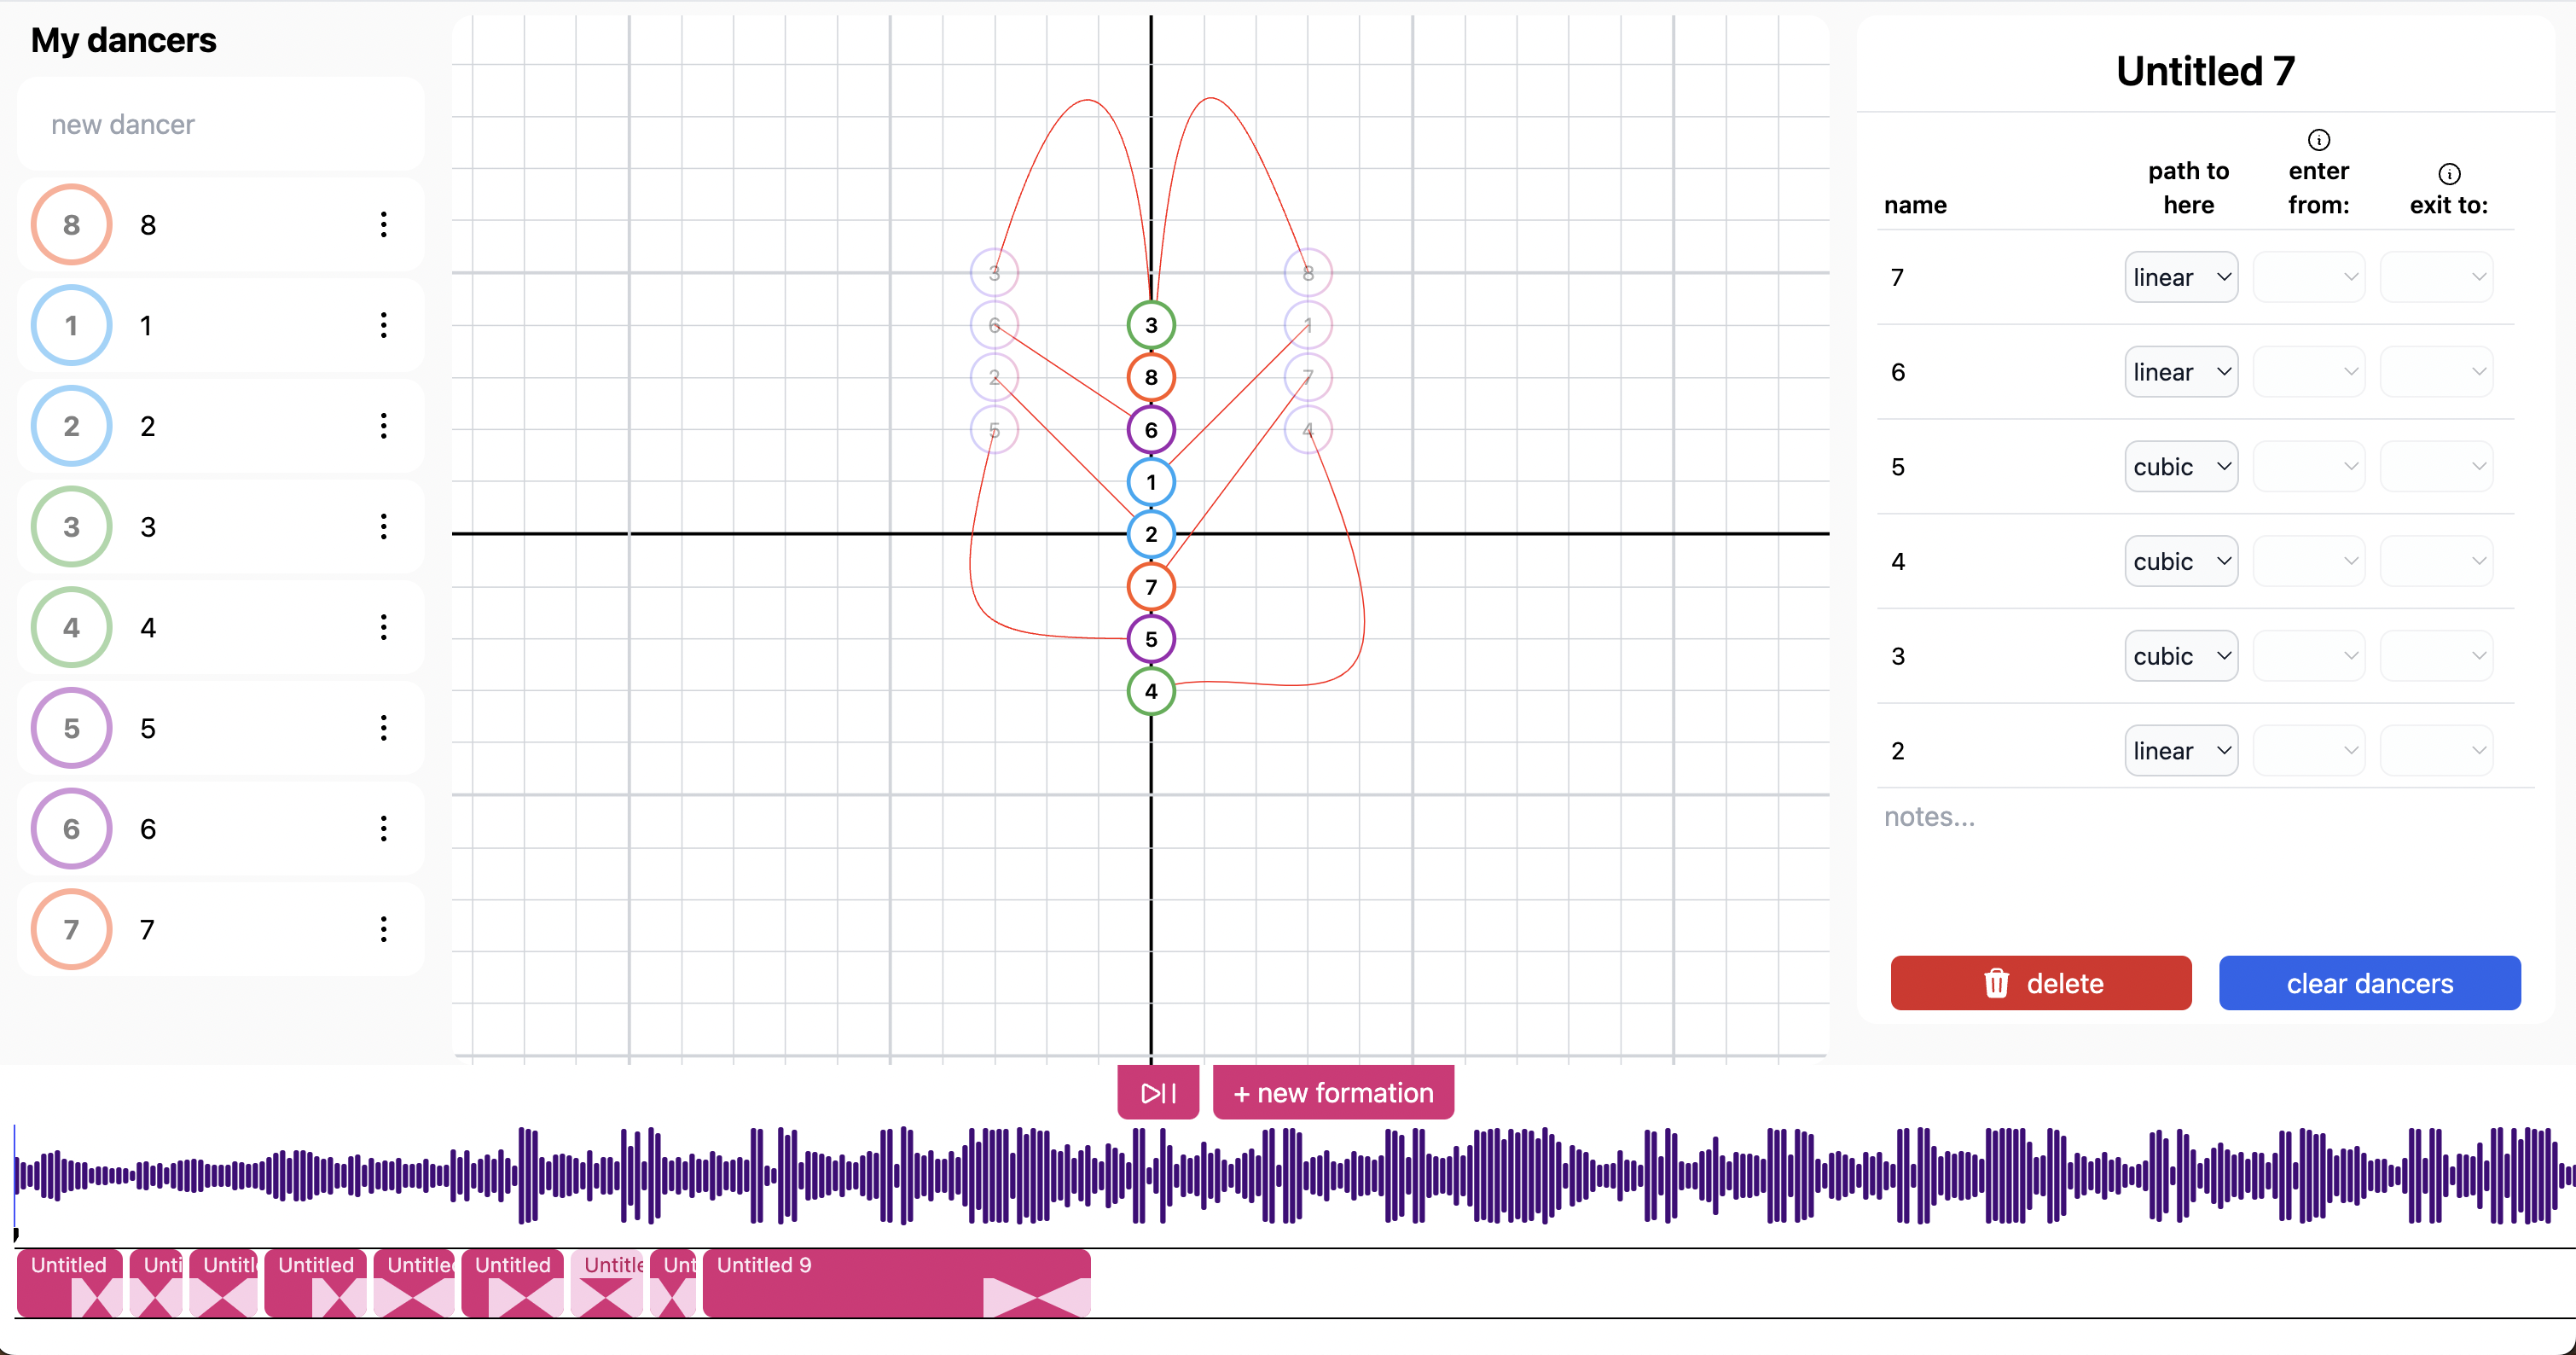 My dancers
new dancer
8 8
1 1
2 2
3 3
4 4
5 5
6 6
7 7
3 8
6 3 1
2 8 7
5 6 4
1
2
7
5
4
Untitled 7
name path to here enter from: exit to:
7 linear
6 linear
5 cubic
4 cubic
3 cubic
2 linear
notes...
delete clear dancers
+ new formation
Untitled Unti Untitl Untitled Untitle Untitled Untitle Unt Untitled 9